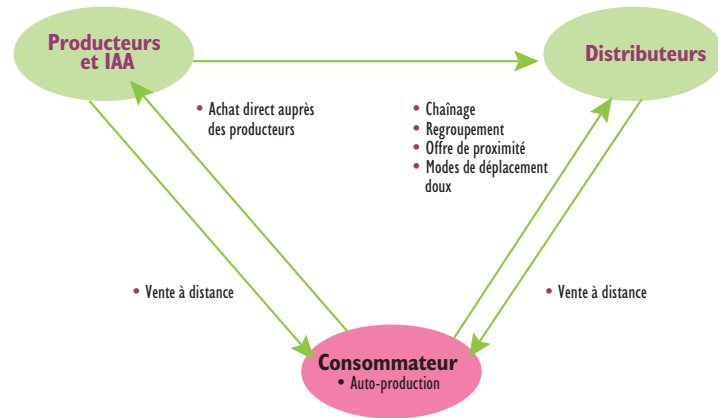 Producteurs
et IAA
Distributeurs
• Achat direct auprès
des producteurs
• Chaînage
• Regroupement
• Offre de proximité
• Modes de déplacement
doux
• Vente à distance
• Vente à distance
Consommateur
• Auto-production